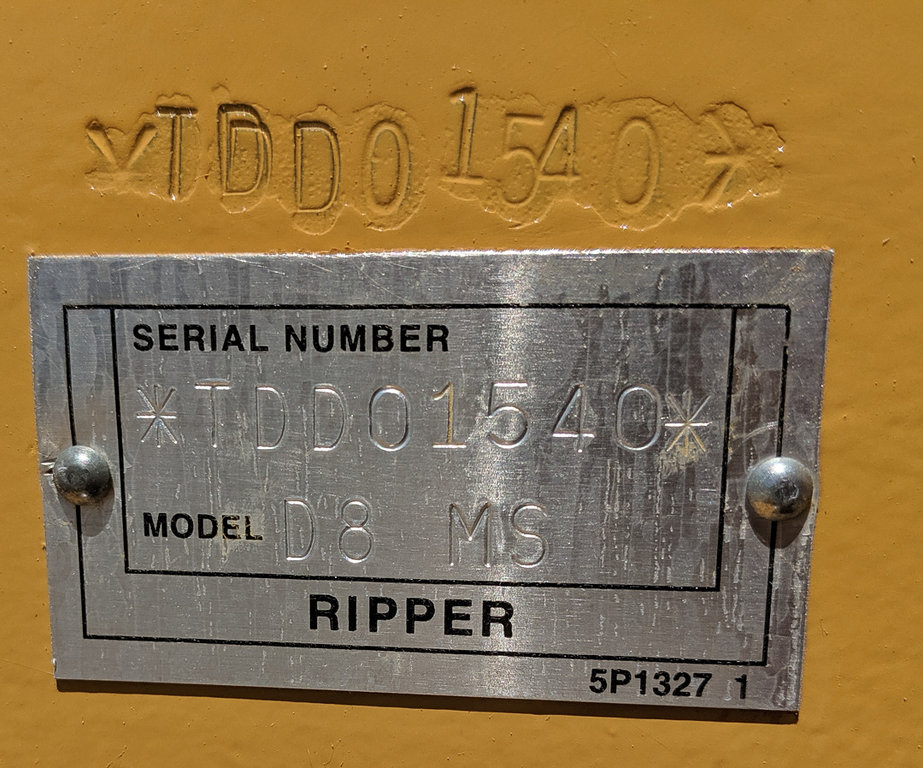 *TDD01540*
SERIAL NUMBER
*TDD01540*
MODEL D8 MS
RIPPER
5P1327 1